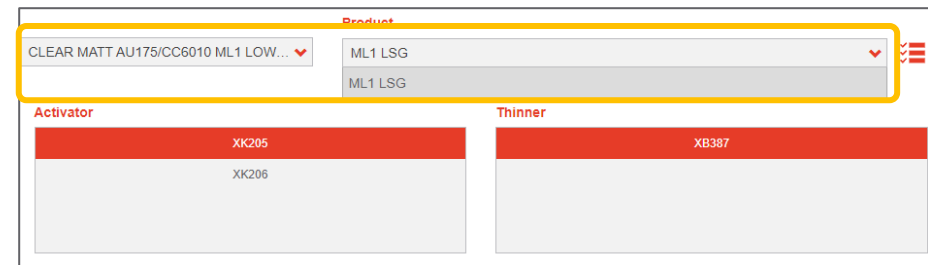 Product
CLEAR MATT AU175/CC6010 ML1 LOW...
ML1 LSG
ML1 LSG
Activator
Thinner
XK205
XB387
XK206